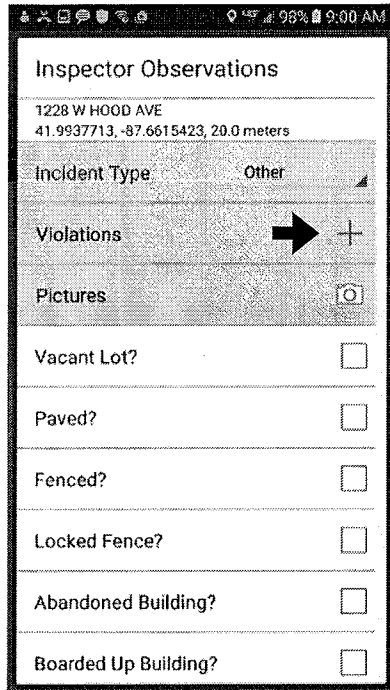 98% 9:00 AM
Inspector Observations
1228 W HOOD AVE
41.9937713, -87.6615423, 20.0 meters
Incident Type Other
Violations
Pictures
Vacant Lot?
Paved?
Fenced?
Locked Fence?
Abandoned Building?
Boarded Up Building?